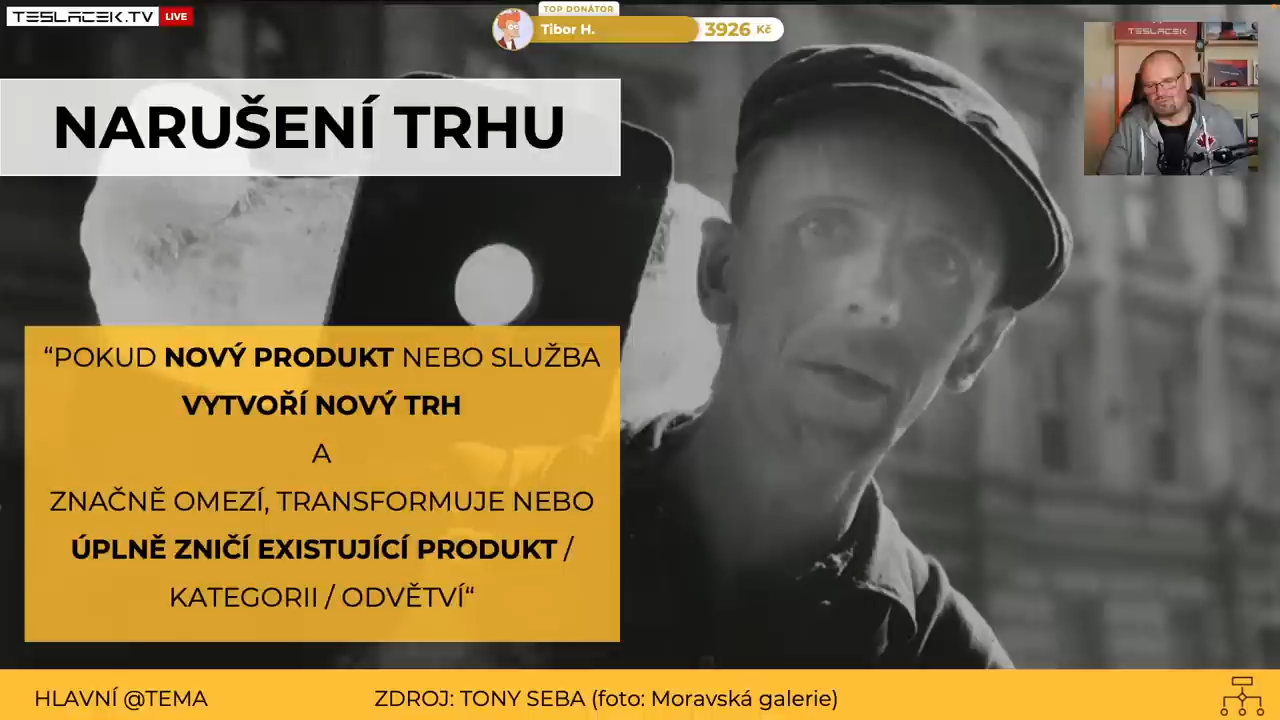 TESLACEK.TV LIVE
TOP DONÁTOR
Tibor H. 3926 Kč
TESLACEK
NARUŠENÍ TRHU
“POKUD NOVÝ PRODUKT NEBO SLUŽBA
VYTVOŘÍ NOVÝ TRH
A
ZNAČNĚ OMEZÍ, TRANSFORMUJE NEBO
ÚPLNĚ ZNIČÍ EXISTUJÍCÍ PRODUKT /
KATEGORII / ODVĚTVÍ“
HLAVNÍ @TEMA
ZDROJ: TONY SEBA (foto: Moravská galerie)